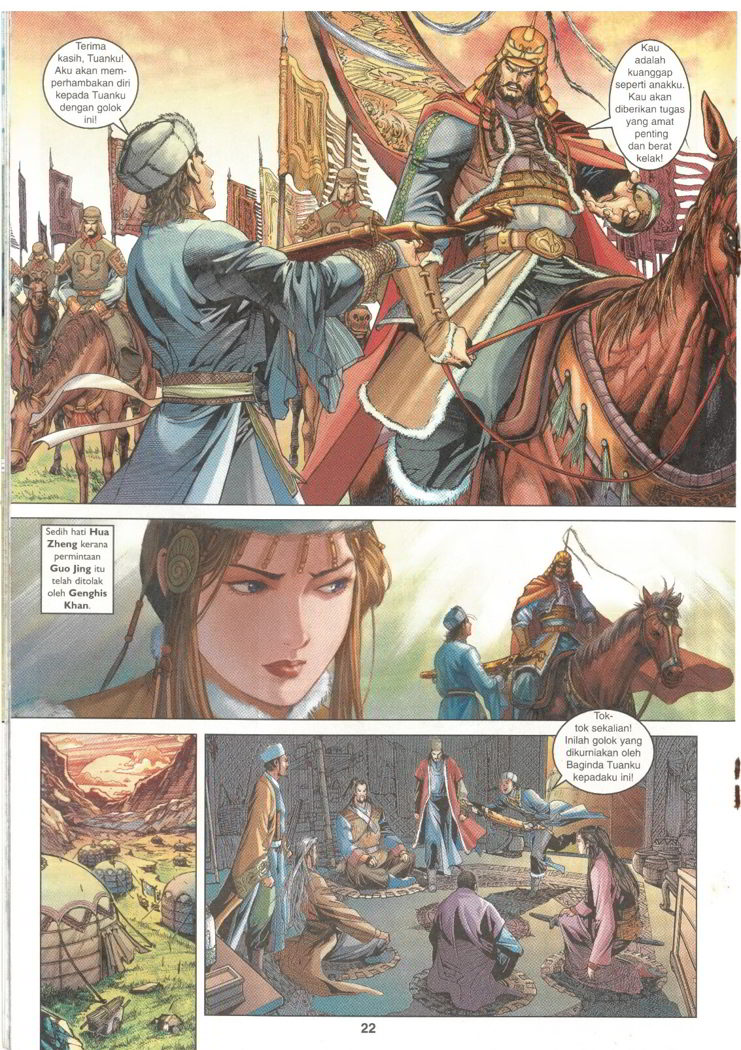 Terima
kasih, Tuanku!
Aku akan mem-
perhambakan diri
kepada Tuanku
dengan golok
ini!
Kau
adalah
kuanggap
seperti anakku.
Kau akan
diberikan tugas
yang amat
penting
dan berat
kelak!
Sedih hati Hua
Zheng kerana
permintaan
Guo Jing itu
telah ditolak
oleh Genghis
Khan.
Tok-
tok sekalian!
Inilah golok yang
dikurniakan oleh
Baginda Tuanku
kepadaku ini!
22